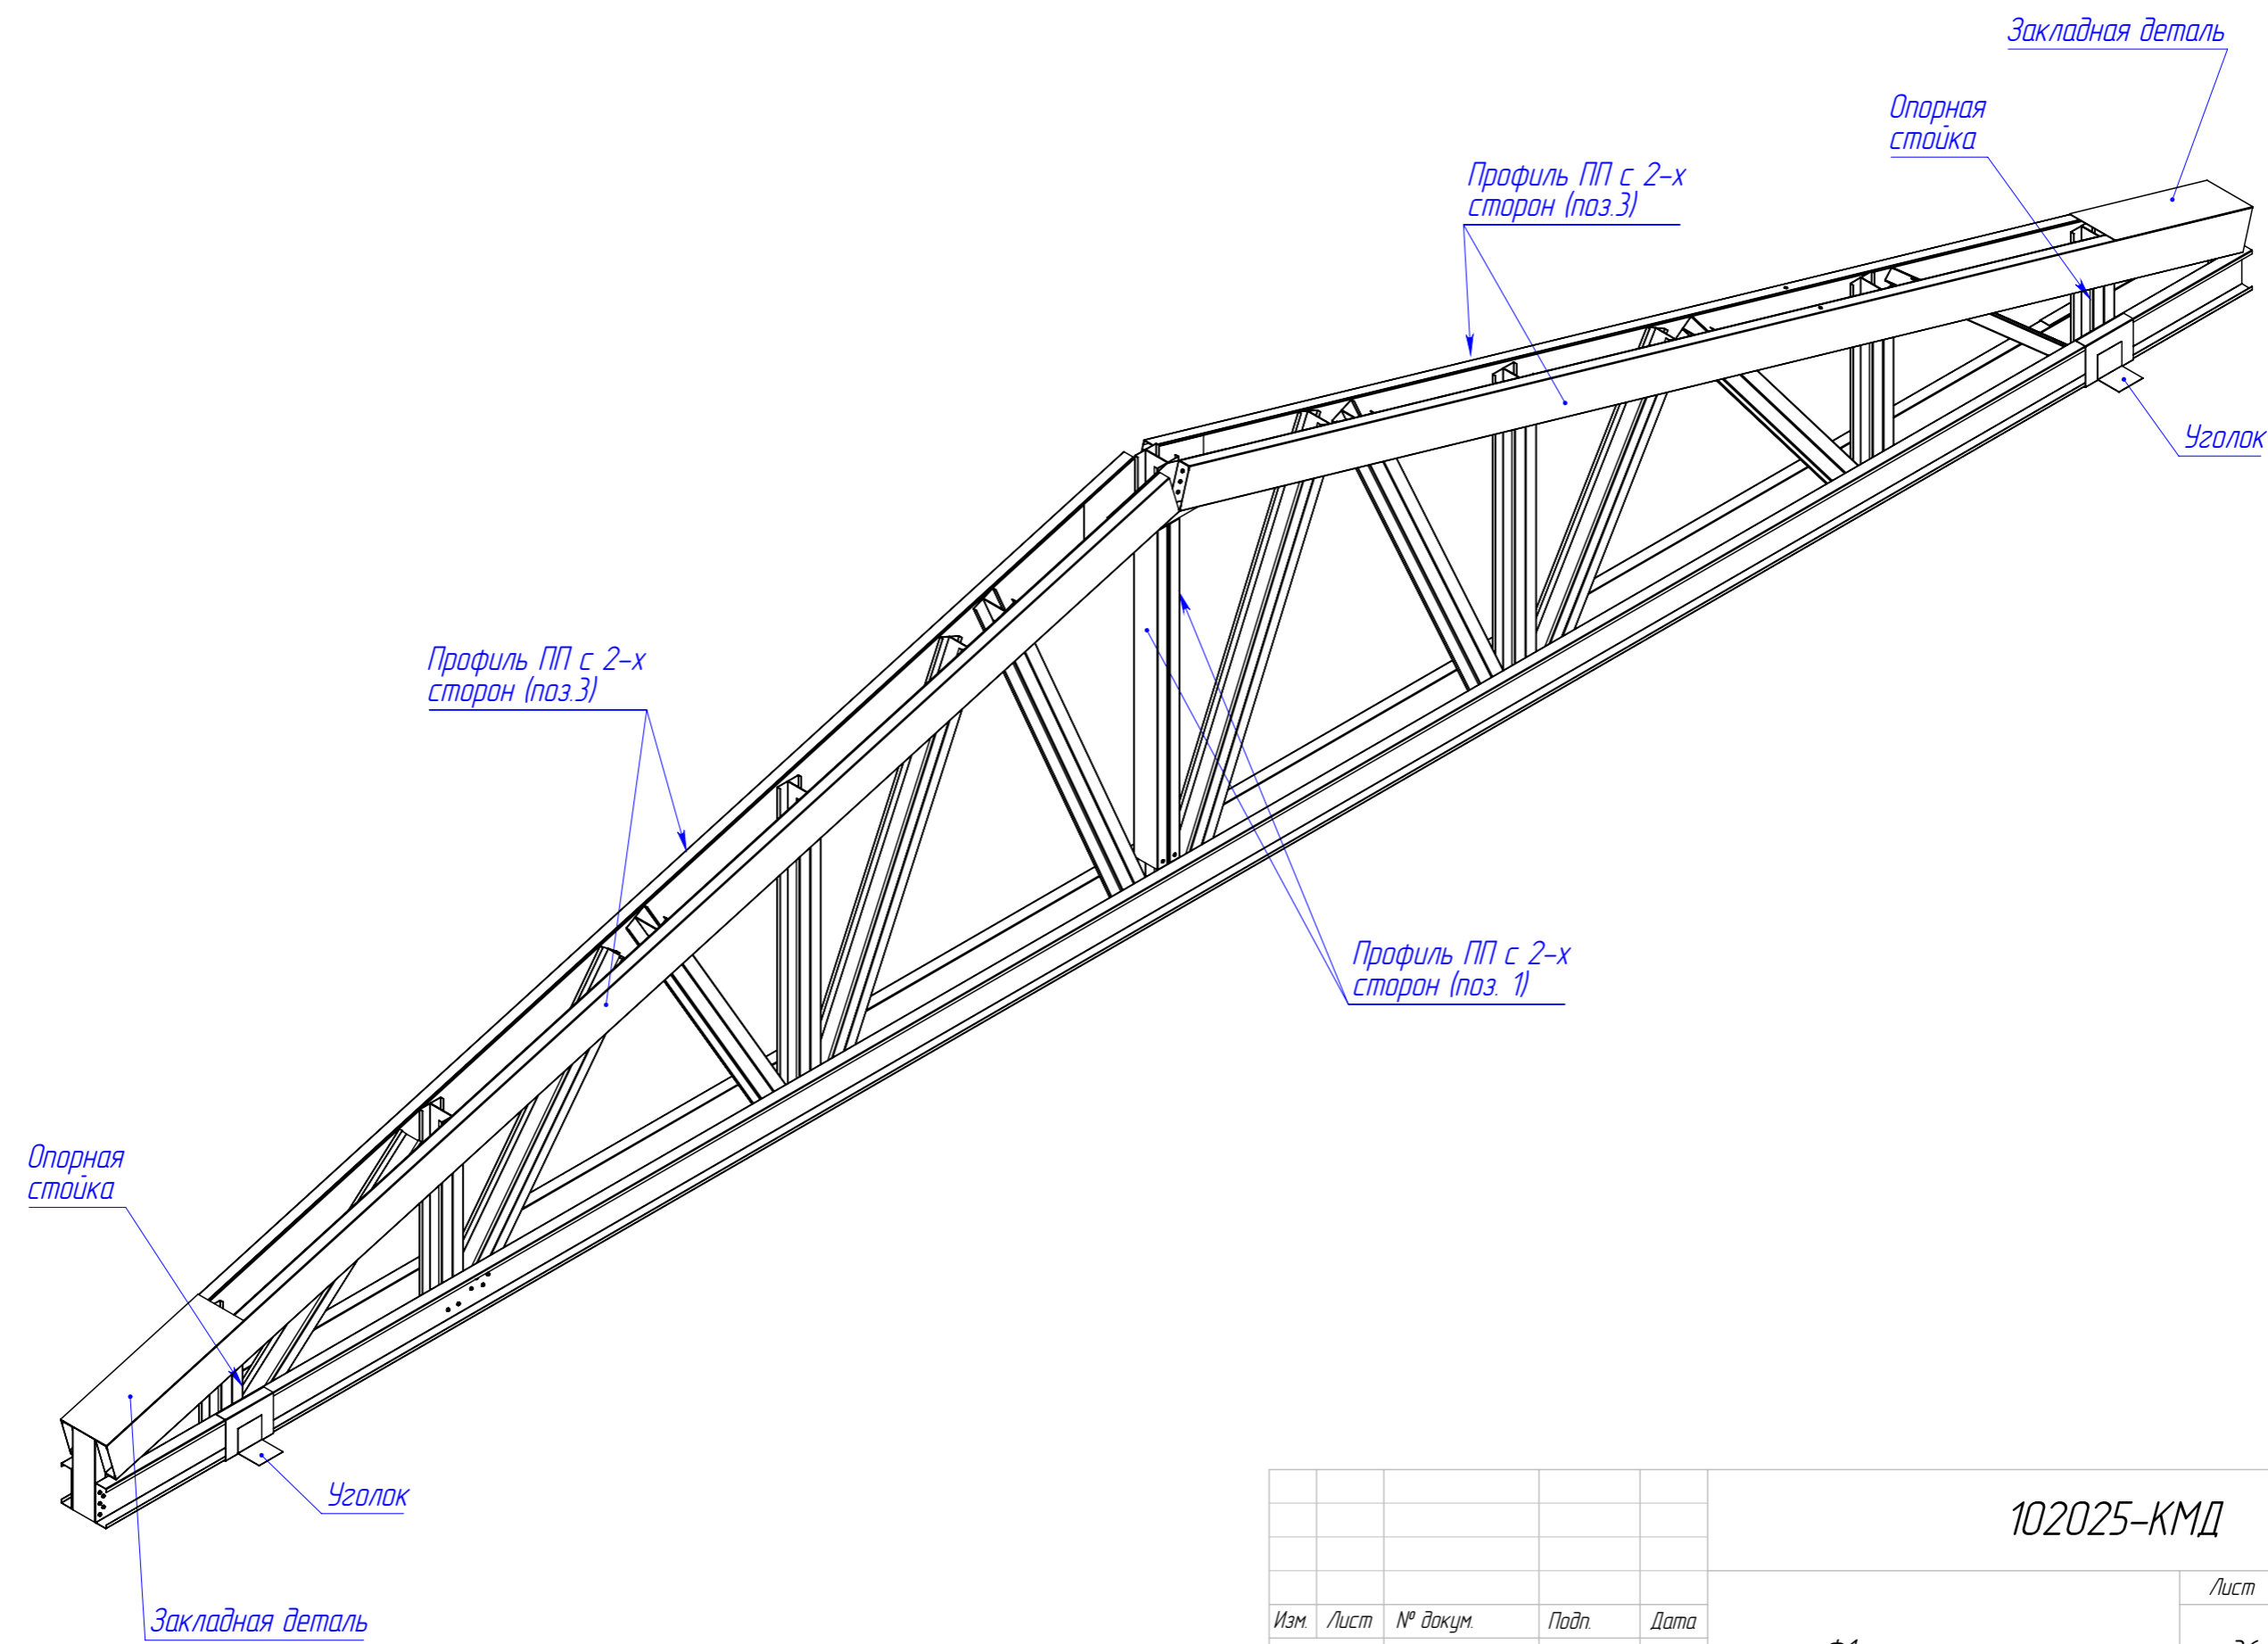 Закладная деталь
Опорная
стойка
Профиль ПП с 2-х
сторон (поз.3)
Уголок
Профиль ПП с 2-х
сторон (поз.3)
Профиль ПП с 2-х
сторон (поз. 1)
Опорная
стойка
Уголок
Закладная деталь
102025-КМД
Лист
Изм. Лист № докум. Подп. Дата